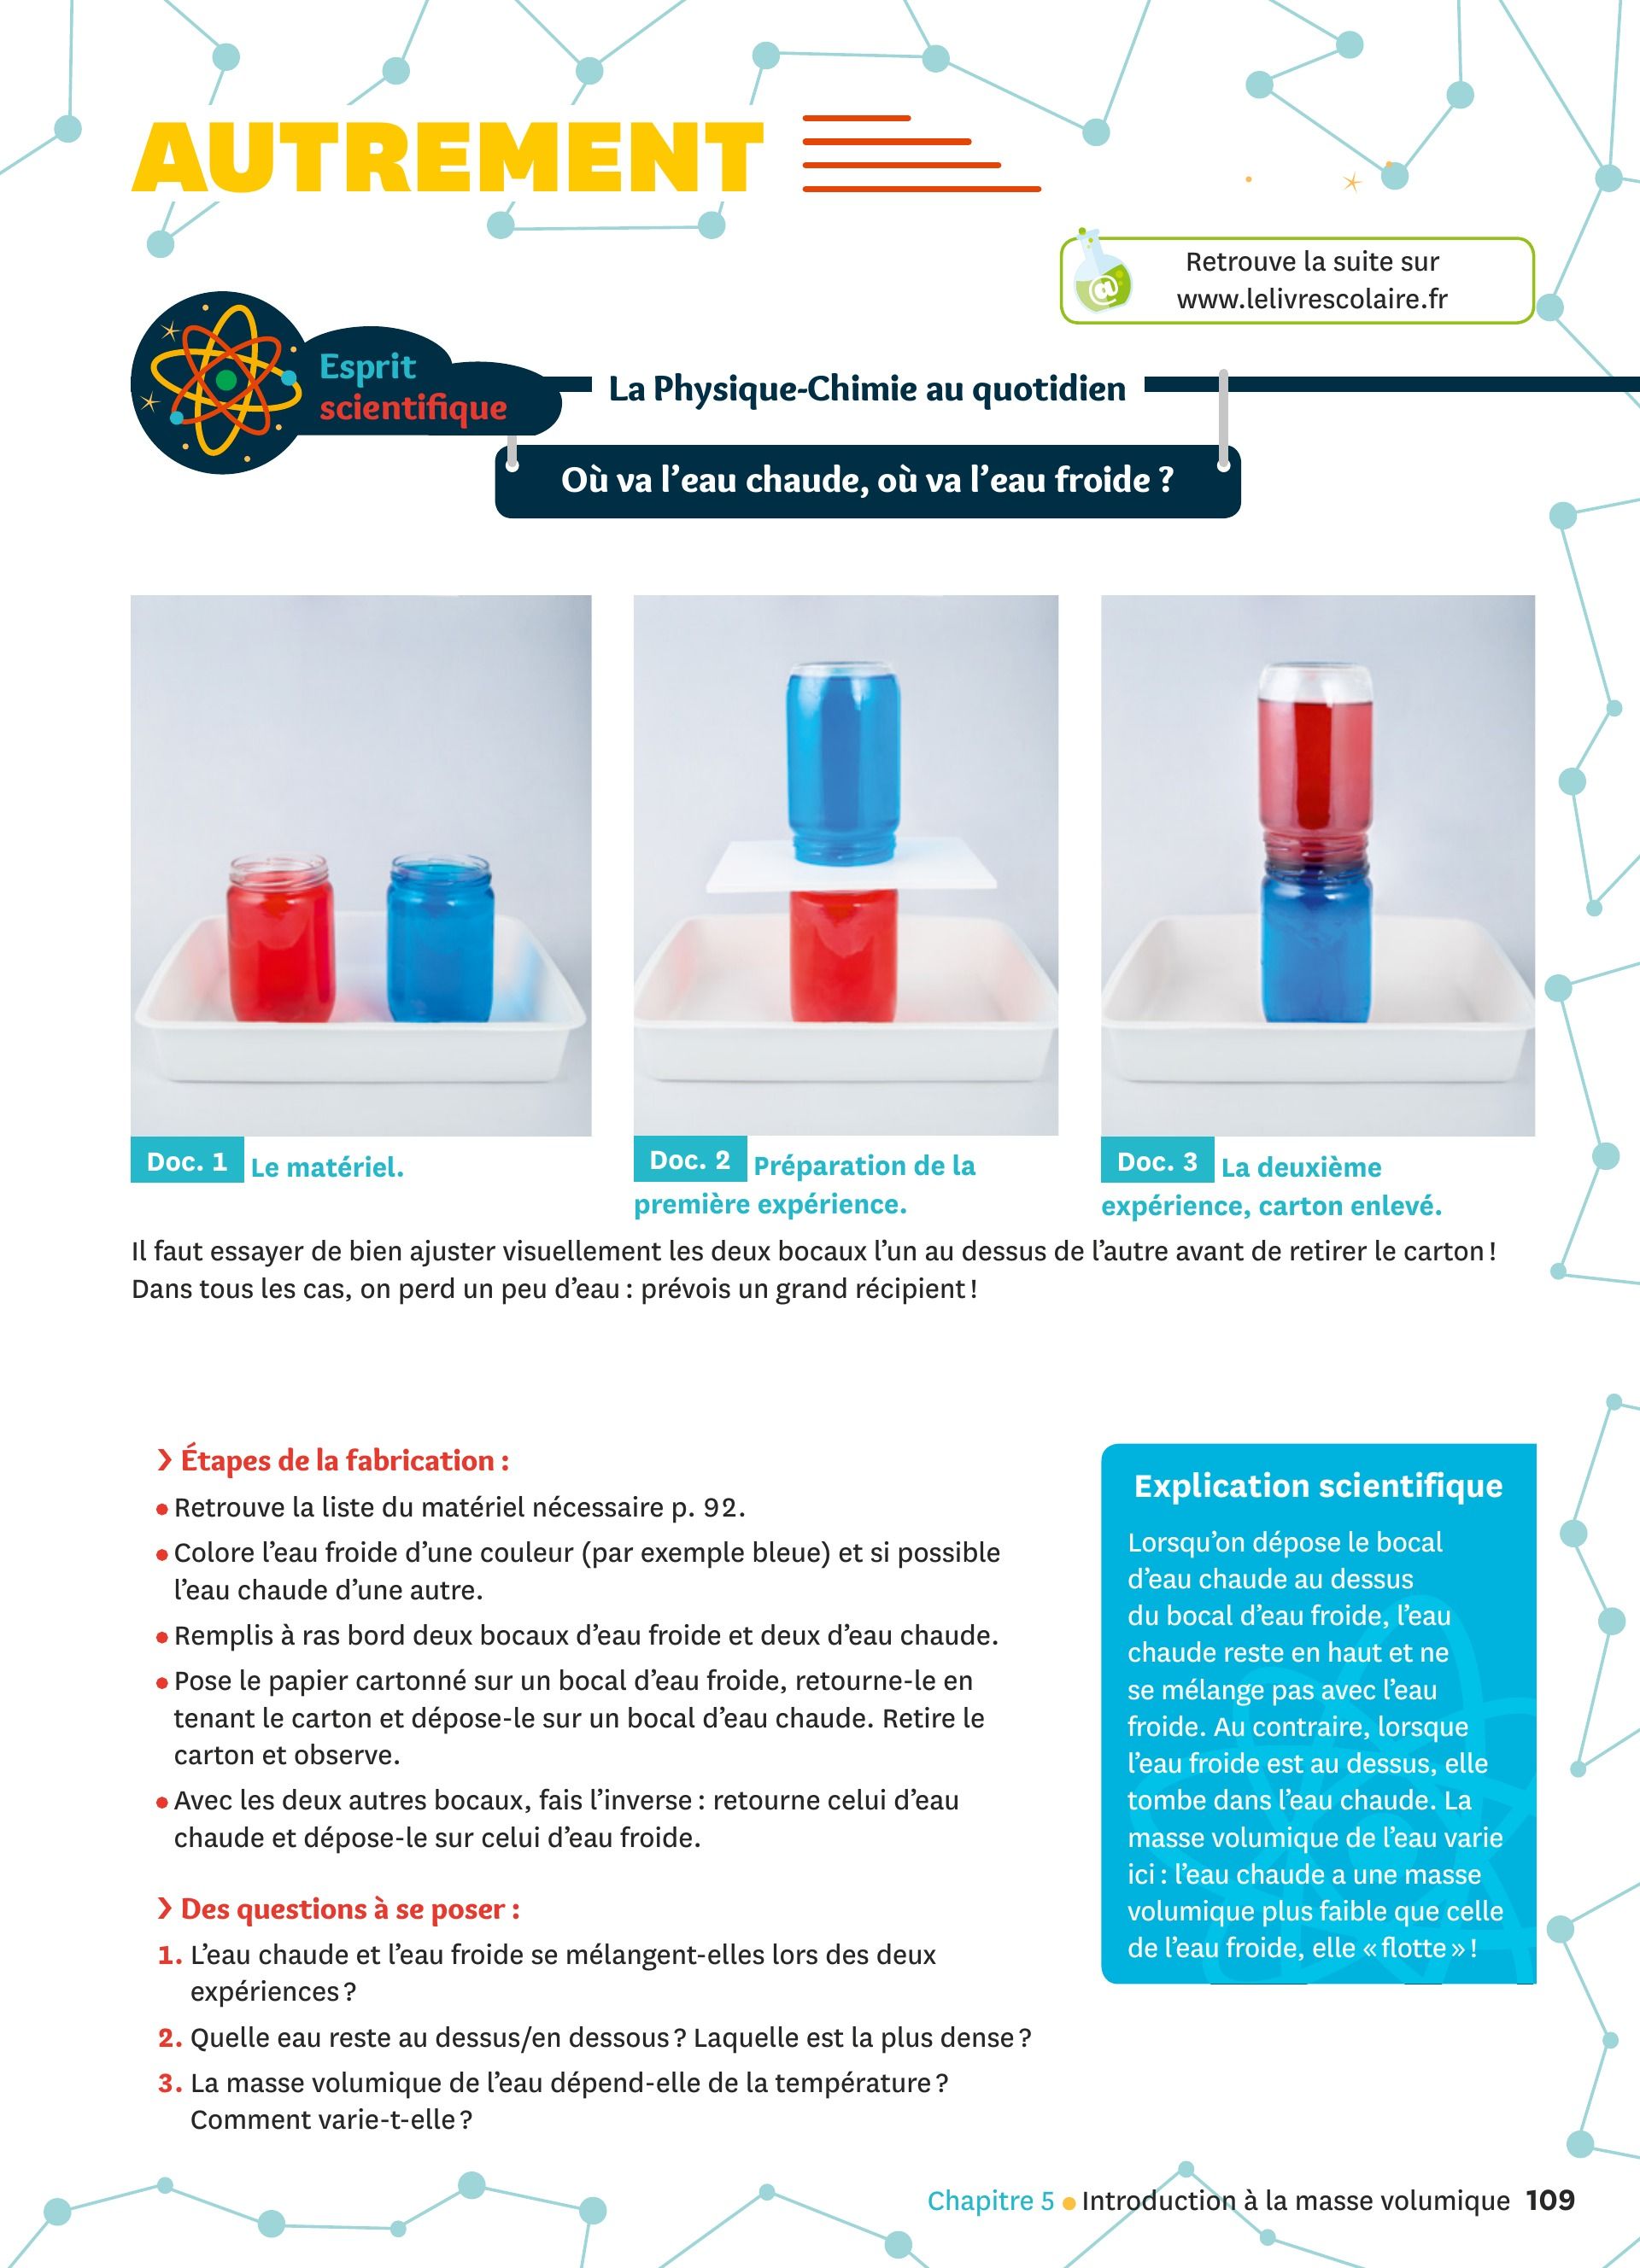 AUTREMENT
Retrouve la suite sur
www.lelivrescolaire.fr
Esprit
scientifique
La Physique-Chimie au quotidien
Où va l’eau chaude, où va l’eau froide ?
Doc. 1 Le matériel.
Doc. 2 Préparation de la
première expérience.
Doc. 3 La deuxième
expérience, carton enlevé.
Il faut essayer de bien ajuster visuellement les deux bocaux l’un au dessus de l’autre avant de retirer le carton !
Dans tous les cas, on perd un peu d’eau : prévois un grand récipient !
› Étapes de la fabrication :
• Retrouve la liste du matériel nécessaire p. 92.
• Colore l’eau froide d’une couleur (par exemple bleue) et si possible
l’eau chaude d’une autre.
• Remplis à ras bord deux bocaux d’eau froide et deux d’eau chaude.
• Pose le papier cartonné sur un bocal d’eau froide, retourne-le en
tenant le carton et dépose-le sur un bocal d’eau chaude. Retire le
carton et observe.
• Avec les deux autres bocaux, fais l’inverse : retourne celui d’eau
chaude et dépose-le sur celui d’eau froide.
› Des questions à se poser :
1. L’eau chaude et l’eau froide se mélangent-elles lors des deux
expériences ?
2. Quelle eau reste au dessus/en dessous ? Laquelle est la plus dense ?
3. La masse volumique de l’eau dépend-elle de la température ?
Comment varie-t-elle ?
Explication scientifique
Lorsqu’on dépose le bocal
d’eau chaude au dessus
du bocal d’eau froide, l’eau
chaude reste en haut et ne
se mélange pas avec l’eau
froide. Au contraire, lorsque
l’eau froide est au dessus, elle
tombe dans l’eau chaude. La
masse volumique de l’eau varie
ici : l’eau chaude a une masse
volumique plus faible que celle
de l’eau froide, elle « flotte » !
Chapitre 5 • Introduction à la masse volumique 109